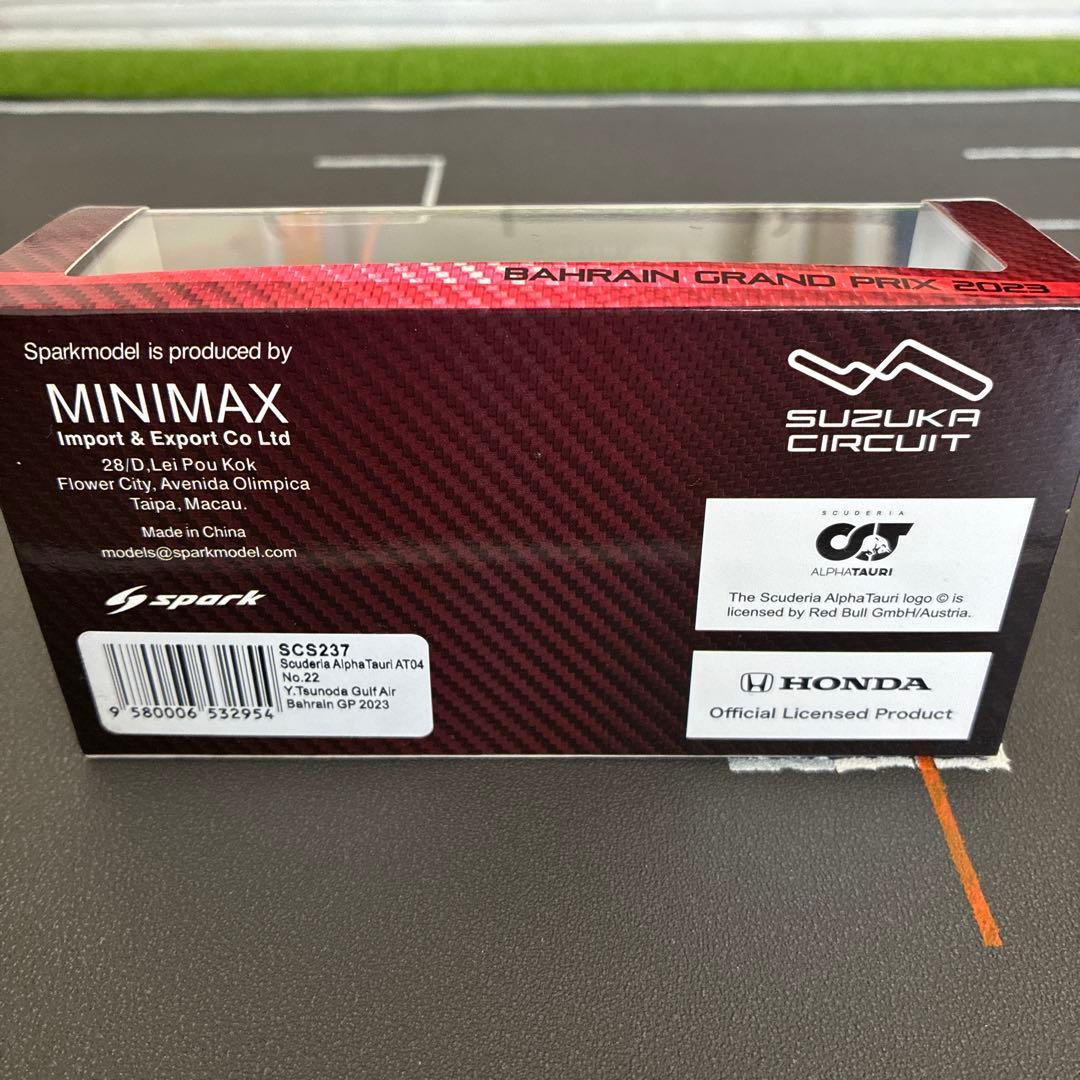 BAHRAIN GRAND PRIX 2023
Sparkmodel is produced by
MINIMAX
Import & Export Co Ltd
28/D,Lei Pou Kok
Flower City, Avenida Olimpica
Taipa, Macau.
Made in China
models@sparkmodel.com
spark
SCS237
Scuderia AlphaTauri AT04
No.22
Y.Tsunoda Gulf Air
Bahrain GP 2023
9 580006 532954
SUZUKA
CIRCUIT
SCUDERIA
AT
ALPHATAURI
The Scuderia AlphaTauri logo © is
licensed by Red Bull GmbH/Austria.
HONDA
Official Licensed Product